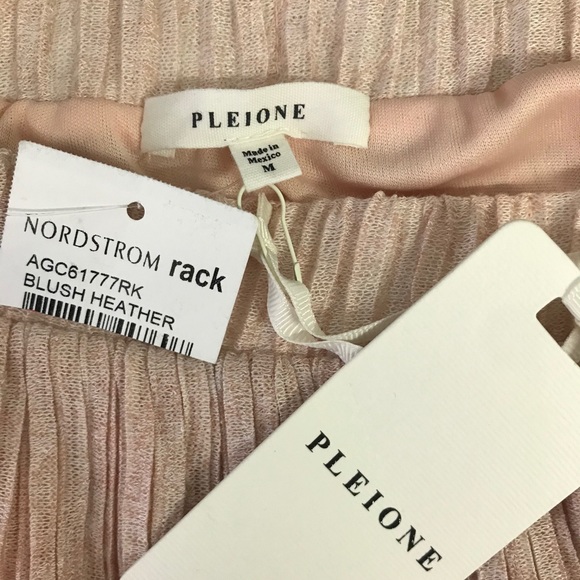 PLEIONE
Made in
Mexico
M
NORDSTROM rack
AGC61777RK
BLUSH HEATHER
PLEIONE